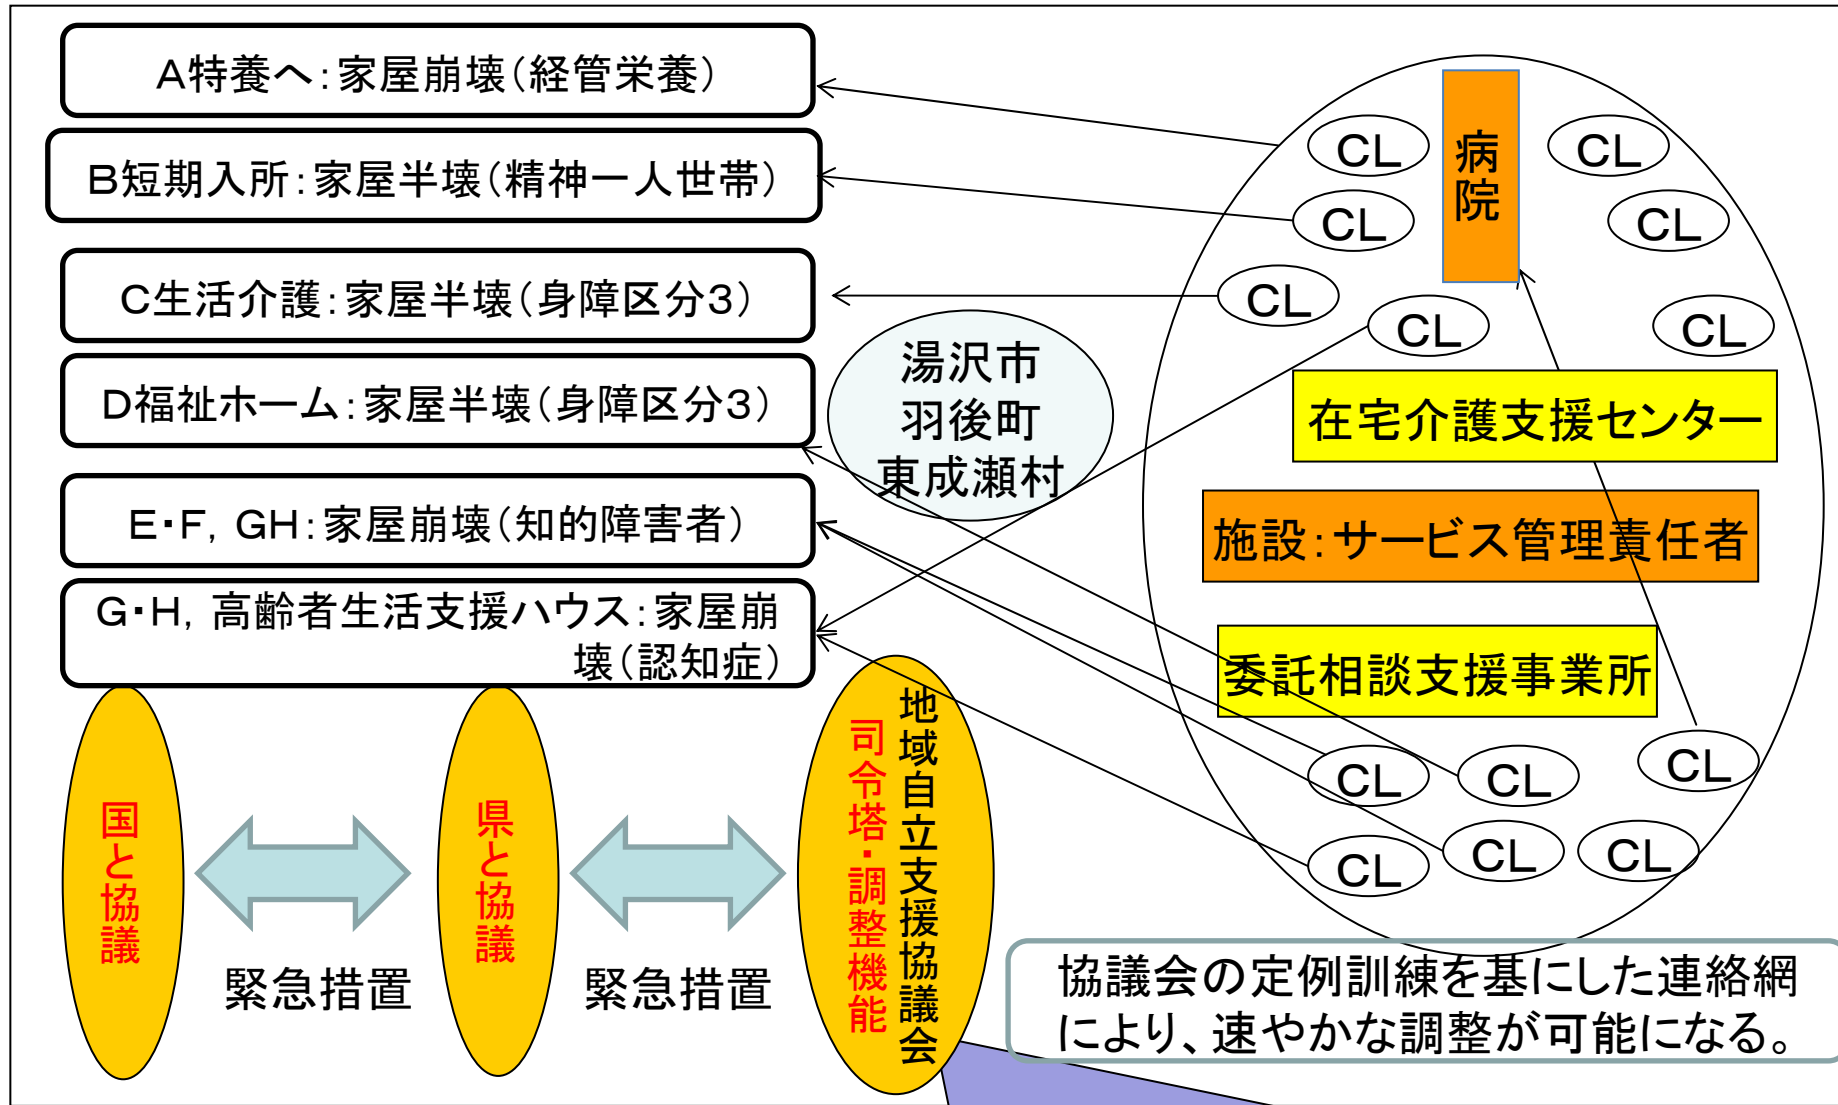 A特養へ：家屋崩壊（経管栄養）
B短期入所：家屋半壊（精神一人世帯）
C生活介護：家屋半壊（身障区分３）
D福祉ホーム：家屋半壊（身障区分３）
E・F，GH：家屋崩壊（知的障害者）
G・H，高齢者生活支援ハウス：家屋崩
壊（認知症）
湯沢市
羽後町
東成瀬村
病院
CL
CL
CL
CL
CL
CL
CL
在宅介護支援センター
施設：サービス管理責任者
委託相談支援事業所
CL
CL
CL
CL
CL
CL
国と協議
緊急措置
県と協議
緊急措置
地域自立支援協議会
司令塔・調整機能
協議会の定例訓練を基にした連絡網
により、速やかな調整が可能になる。